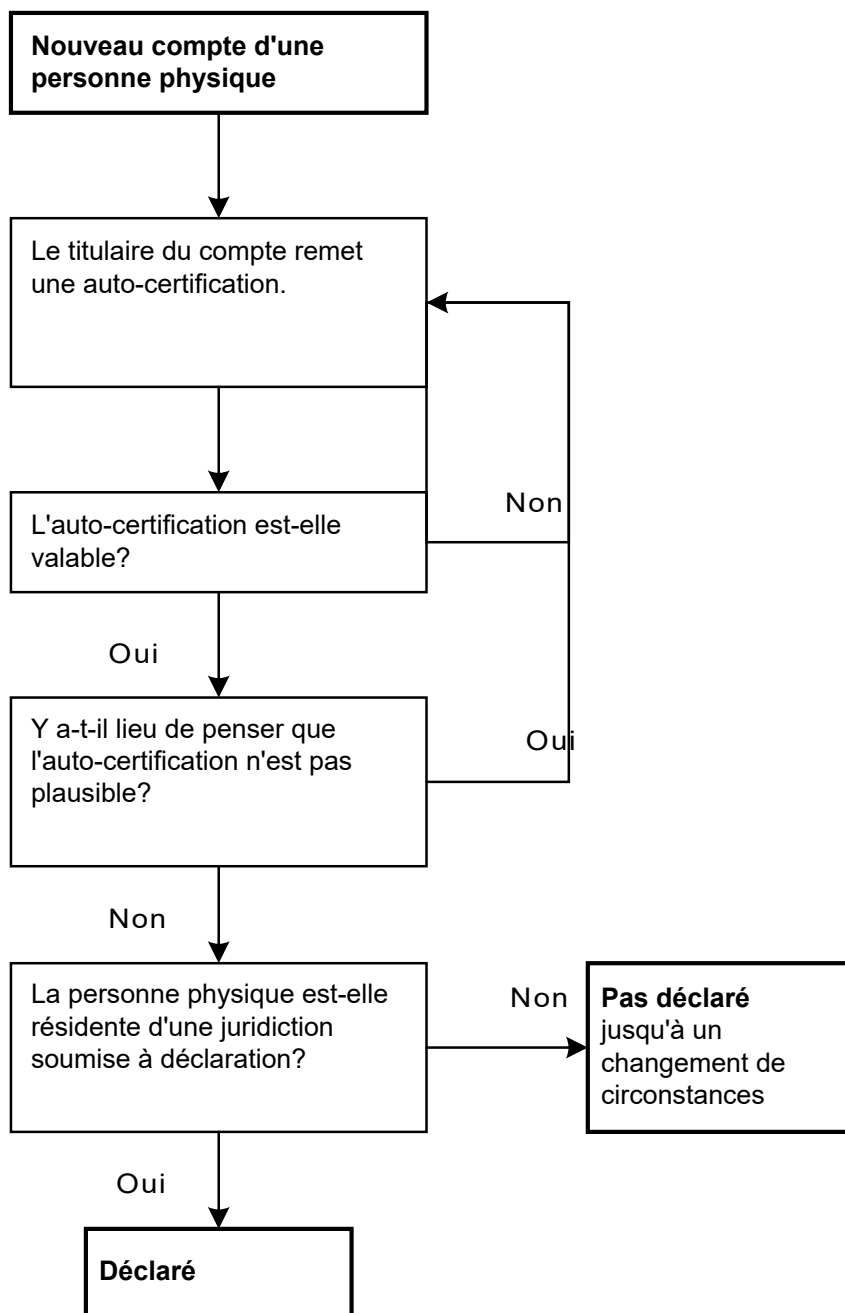 Nouveau compte d'une
personne physique
Le titulaire du compte remet
une auto-certification.
Non
L'auto-certification est-elle
valable?
Oui
Y a-t-il lieu de penser que
l'auto-certification n'est pas
plausible?
Oui
Non
La personne physique est-elle
résidente d'une juridiction
soumise à déclaration?
Non
Pas déclaré
jusqu'à un
changement de
circonstances
Oui
Déclaré